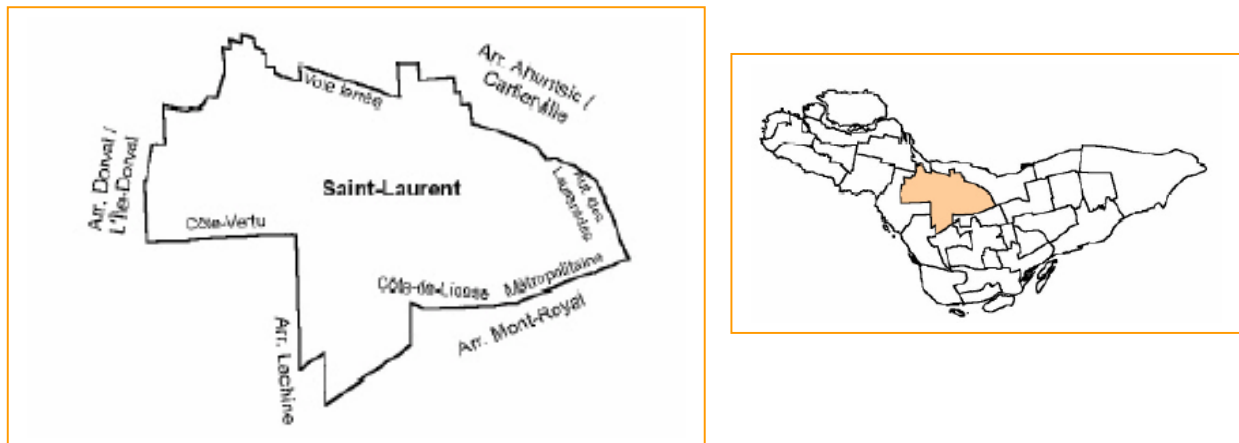 Arr. Ahuntsic /
Cartierville
Voie ferrée
Arr. Dorval /
L'Île-Dorval
Saint-Laurent
Aut. des
Laurentides
Côte-Vertu
Côte-de-Liesse
Métropolitaine
Arr. Mont-Royal
Arr. Lachine